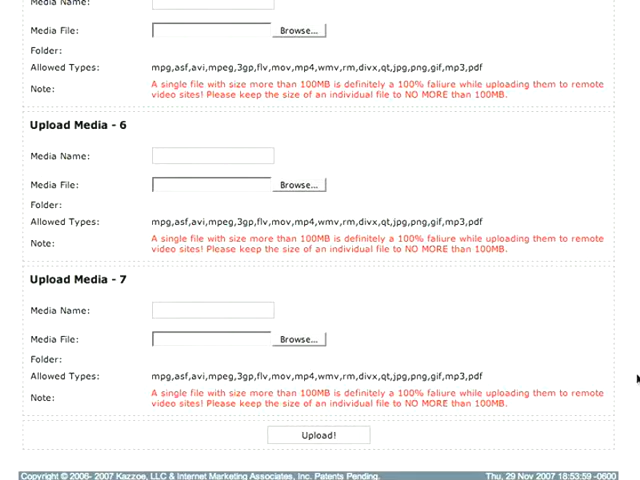 Media Name:
Media File: Browse...
Folder:
Allowed Types: mpg,asf,avi,mpeg,3gp,flv,mov,mp4,wmv,rm,divx,qt,jpg,png,gif,mp3,pdf
Note: A single file with size more than 100MB is definitely a 100% faliure while uploading them to remote
video sites! Please keep the size of an individual file to NO MORE than 100MB.
Upload Media - 6
Media Name:
Media File: Browse...
Folder:
Allowed Types: mpg,asf,avi,mpeg,3gp,flv,mov,mp4,wmv,rm,divx,qt,jpg,png,gif,mp3,pdf
Note: A single file with size more than 100MB is definitely a 100% faliure while uploading them to remote
video sites! Please keep the size of an individual file to NO MORE than 100MB.
Upload Media - 7
Media Name:
Media File: Browse...
Folder:
Allowed Types: mpg,asf,avi,mpeg,3gp,flv,mov,mp4,wmv,rm,divx,qt,jpg,png,gif,mp3,pdf
Note: A single file with size more than 100MB is definitely a 100% faliure while uploading them to remote
video sites! Please keep the size of an individual file to NO MORE than 100MB.
Upload!
Copyright © 2006- 2007 Kazzoe, LLC & Internet Marketing Associates, Inc. Patents Pending. Thu, 29 Nov 2007 18:53:59 -0600